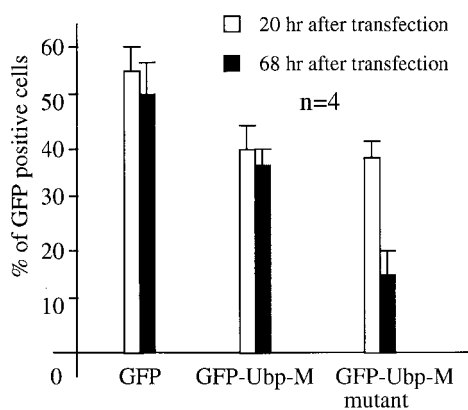 20 hr after transfection
68 hr after transfection
n=4
% of GFP positive cells
60
50
40
30
20
10
0
GFP
GFP-Ubp-M
GFP-Ubp-M
mutant